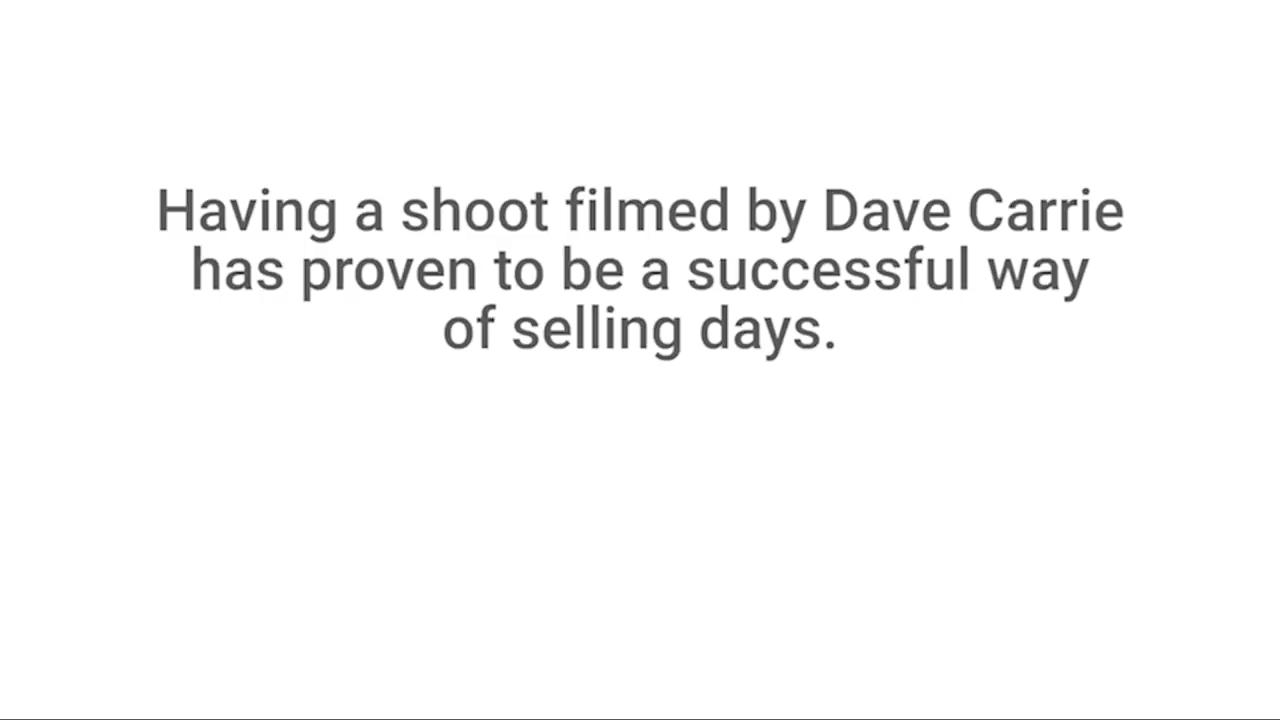 Having a shoot filmed by Dave Carrie
has proven to be a successful way
of selling days.